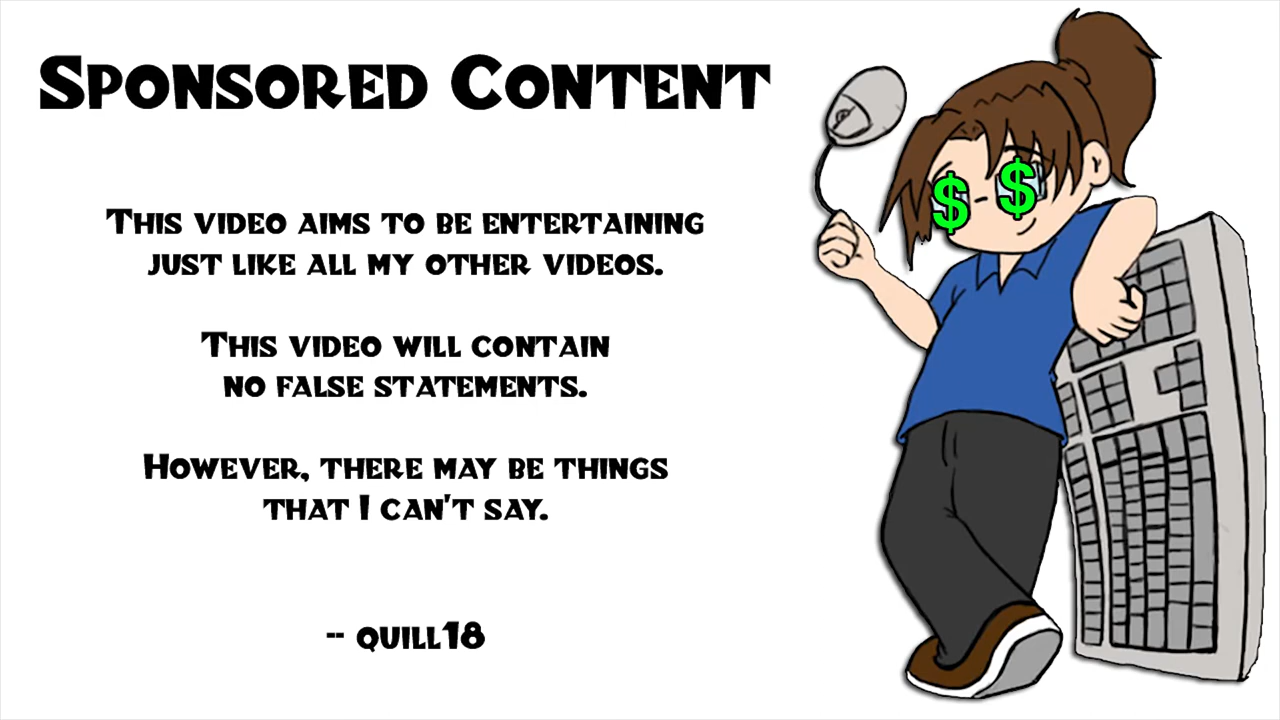 Sponsored Content
This video aims to be entertaining
just like all my other videos.
This video will contain
no false statements.
However, there may be things
that I can't say.
-- quill18
$ $